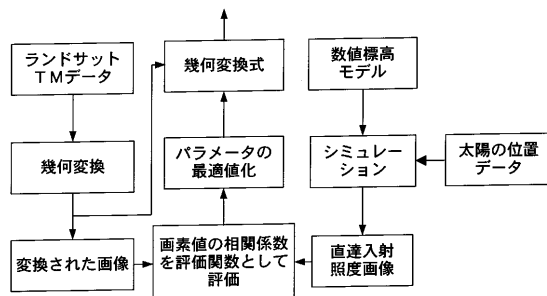 ランドサット
TMデータ
幾何変換
変換された画像
幾何変換式
パラメータの
最適値化
画素値の相関係数
を評価関数として
評価
数値標高
モデル
シミュレー
ション
直達入射
照度画像
太陽の位置
データ